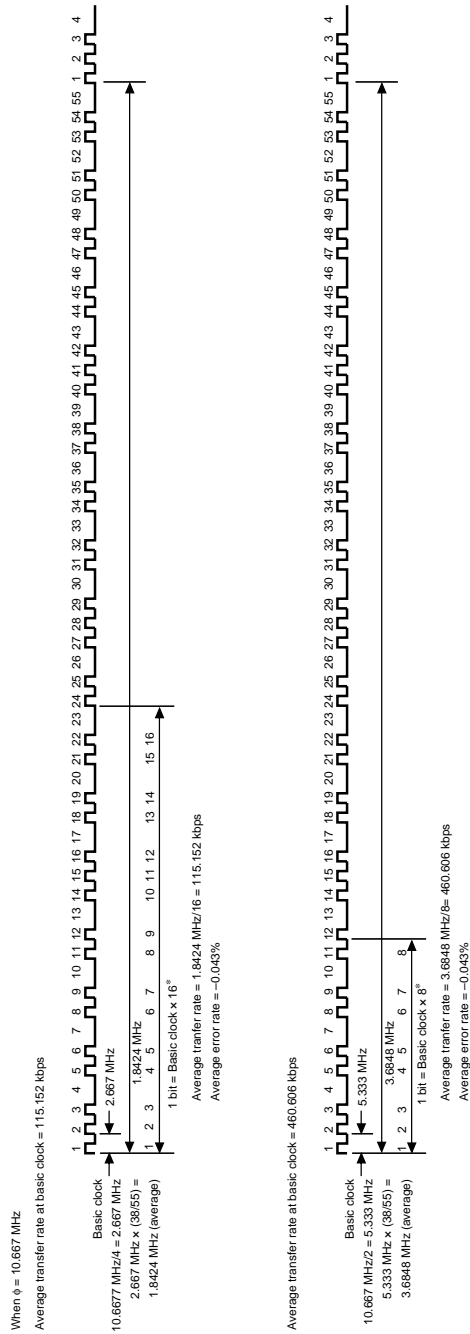 When ϕ = 10.667 MHz
Average transfer rate at basic clock = 115.152 kbps
1 2 3 4 5 6 7 8 9 10 11 12 13 14 15 16 17 18 19 20 21 22 23 24 25 26 27 28 29 30 31 32 33 34 35 36 37 38 39 40 41 42 43 44 45 46 47 48 49 50 51 52 53 54 55 1 2 3 4
Basic clock
10.6677 MHz/4 = 2.667 MHz
2.667 MHz
2.667 MHz × (38/55) =
1.8424 MHz (average)
1.8424 MHz
1 2 3 4 5 6 7 8 9 10 11 12 13 14 15 16
1 bit = Basic clock × 16*
Average tranfer rate = 1.8424 MHz/16 = 115.152 kbps
Average error rate = −0.043%
Average transfer rate at basic clock = 460.606 kbps
1 2 3 4 5 6 7 8 9 10 11 12 13 14 15 16 17 18 19 20 21 22 23 24 25 26 27 28 29 30 31 32 33 34 35 36 37 38 39 40 41 42 43 44 45 46 47 48 49 50 51 52 53 54 55 1 2 3 4
Basic clock
10.667 MHz/2 = 5.333 MHz
5.333 MHz
5.333 MHz × (38/55) =
3.6848 MHz (average)
3.6848 MHz
1 2 3 4 5 6 7 8
1 bit = Basic clock × 8*
Average tranfer rate = 3.6848 MHz/8= 460.606 kbps
Average error rate = −0.043%